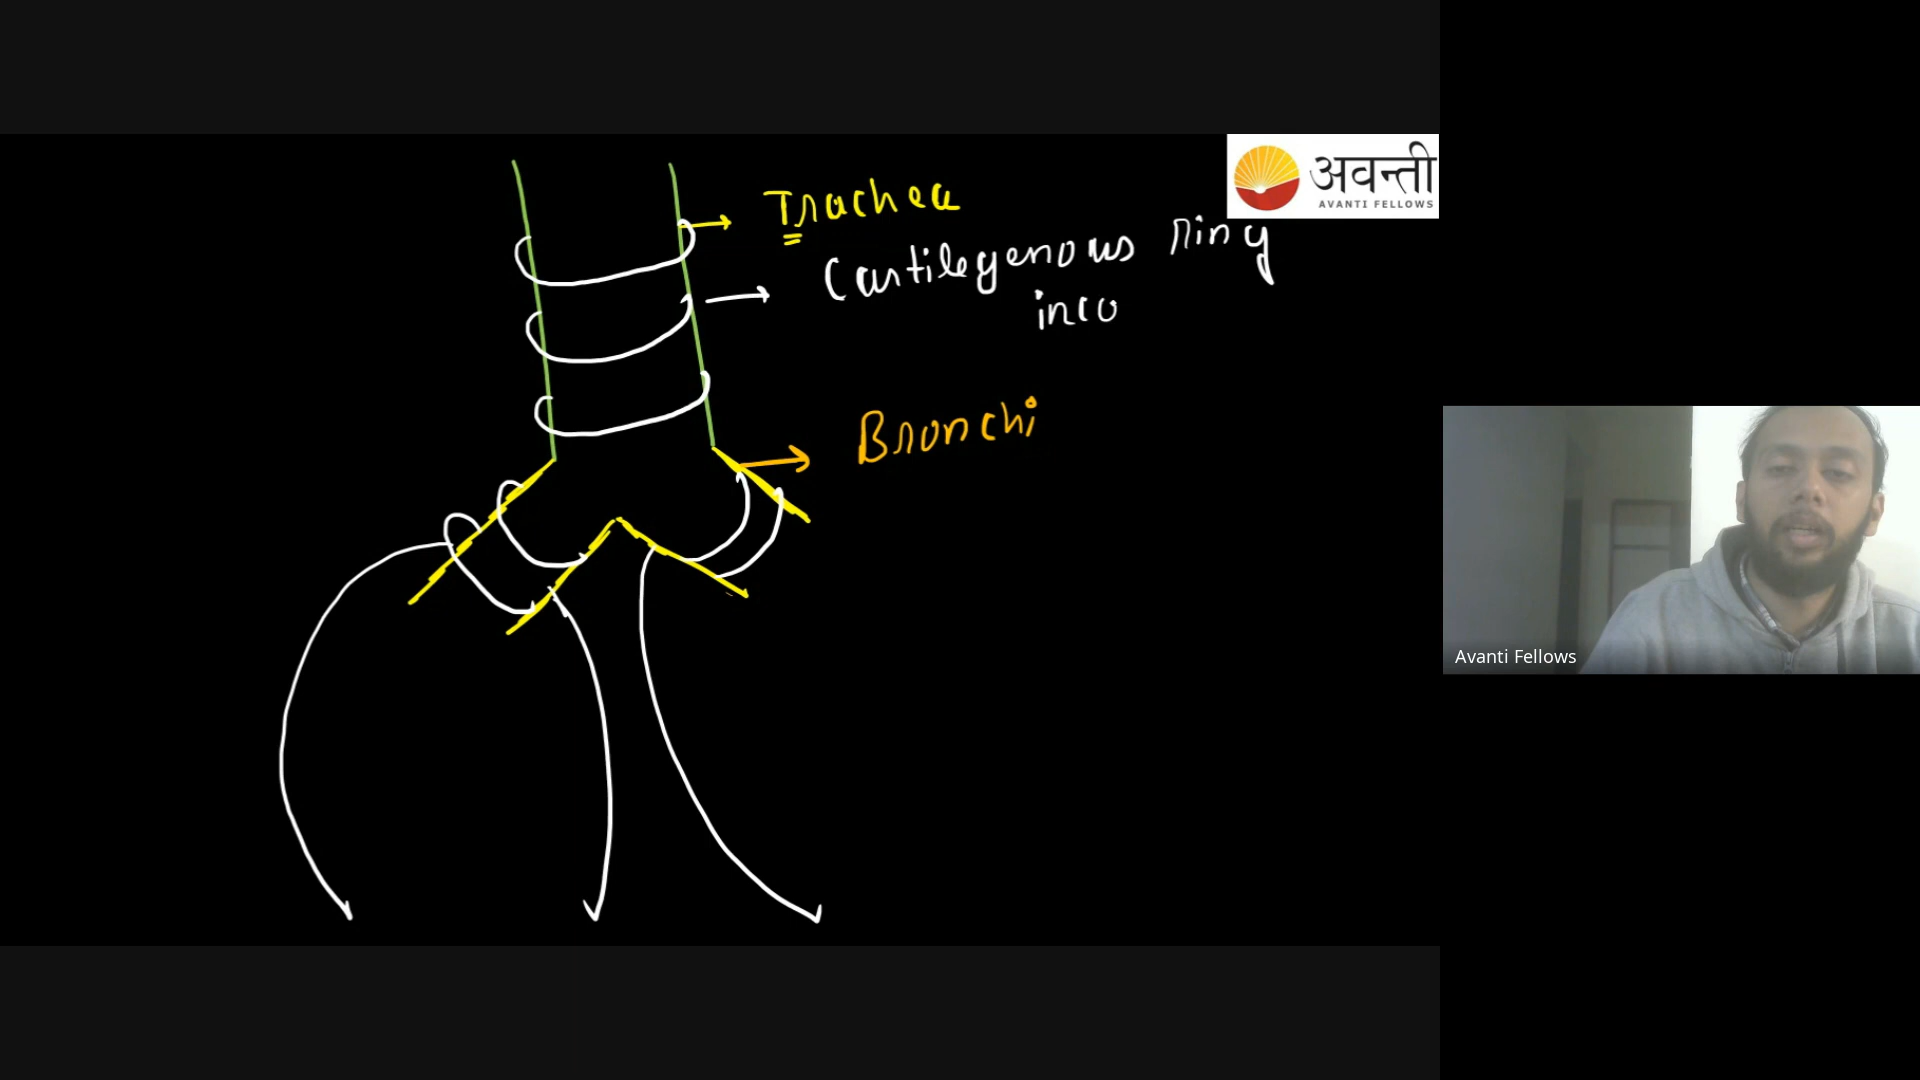 Trachea
अवन्ती
AVANTI FELLOWS
Cartilegenous ring
inco
Bronchi
Avanti Fellows